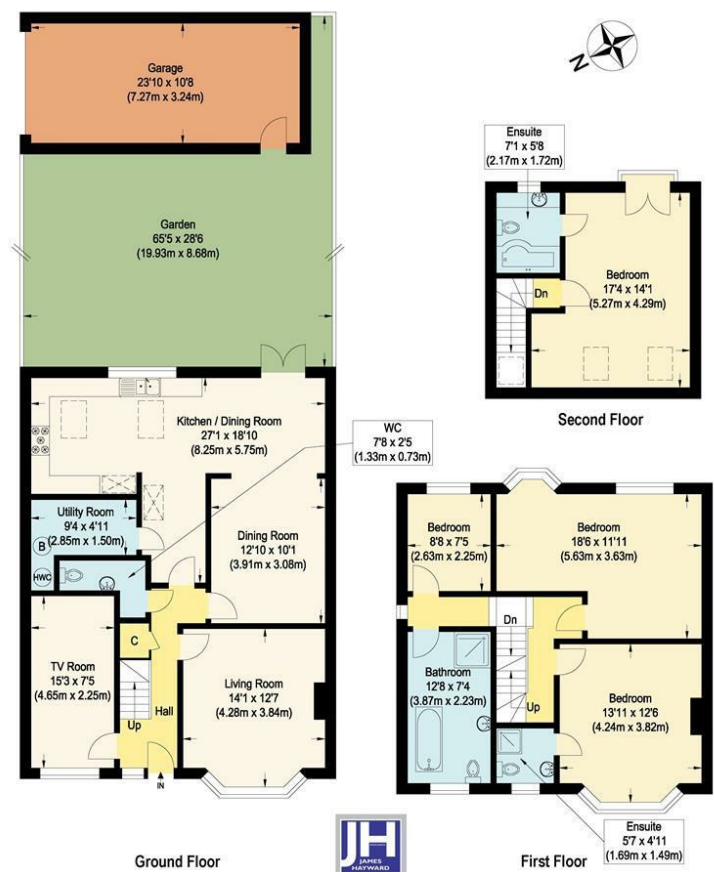 Garage
23'10 x 10'8
(7.27m x 3.24m)
N
Garden
65'5 x 28'6
(19.93m x 8.68m)
Kitchen / Dining Room
27'1 x 18'10
(8.25m x 5.75m)
WC
7'8 x 2'5
(1.33m x 0.73m)
Utility Room
9'4 x 4'11
(2.85m x 1.50m)
B
HWC
Dining Room
12'10 x 10'1
(3.91m x 3.08m)
C
TV Room
15'3 x 7'5
(4.65m x 2.25m)
Up
Hall
Living Room
14'1 x 12'7
(4.28m x 3.84m)
IN
Ground Floor
Ensuite
7'1 x 5'8
(2.17m x 1.72m)
Bedroom
17'4 x 14'1
(5.27m x 4.29m)
Dn
Second Floor
Bedroom
8'8 x 7'5
(2.63m x 2.25m)
Bedroom
18'6 x 11'11
(5.63m x 3.63m)
Dn
Bathroom
12'8 x 7'4
(3.87m x 2.23m)
Up
Bedroom
13'11 x 12'6
(4.24m x 3.82m)
Ensuite
5'7 x 4'11
(1.69m x 1.49m)
First Floor
JH
JAMES
HAYWARD